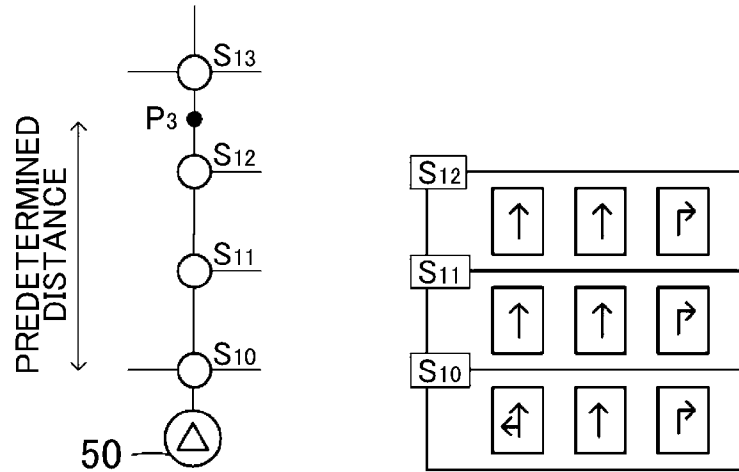 S13
P3
S12
S11
S10
PREDETERMINED
DISTANCE
50
S12
S11
S10